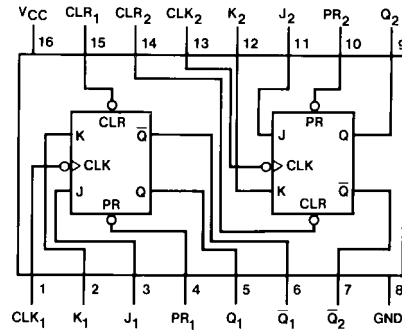 VCC CLR1 CLR2 CLK2 K2 J2 PR2 Q2
16 15 14 13 12 11 10 9
CLR PR
K Q̅ J Q
CLK CLK
J Q K Q̅
PR CLR
1 2 3 4 5 6 7 8
CLK1 K1 J1 PR1 Q1 Q̅1 Q̅2 GND